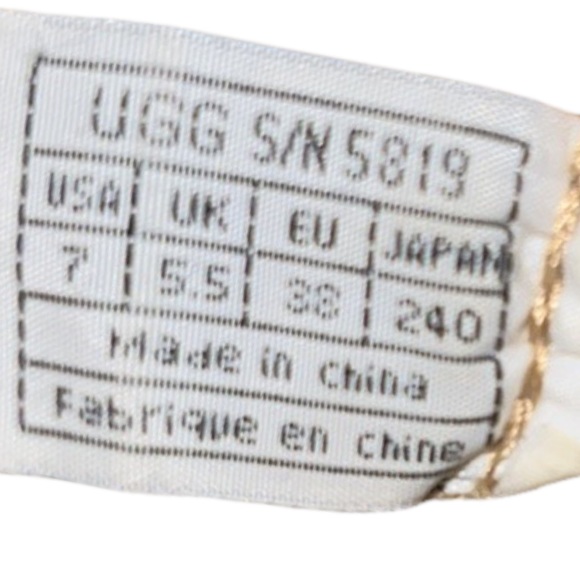 UGG S/N 5819
USA UK EU JAPAN
7 5.5 38 240
Made in china
Fabrique en chine